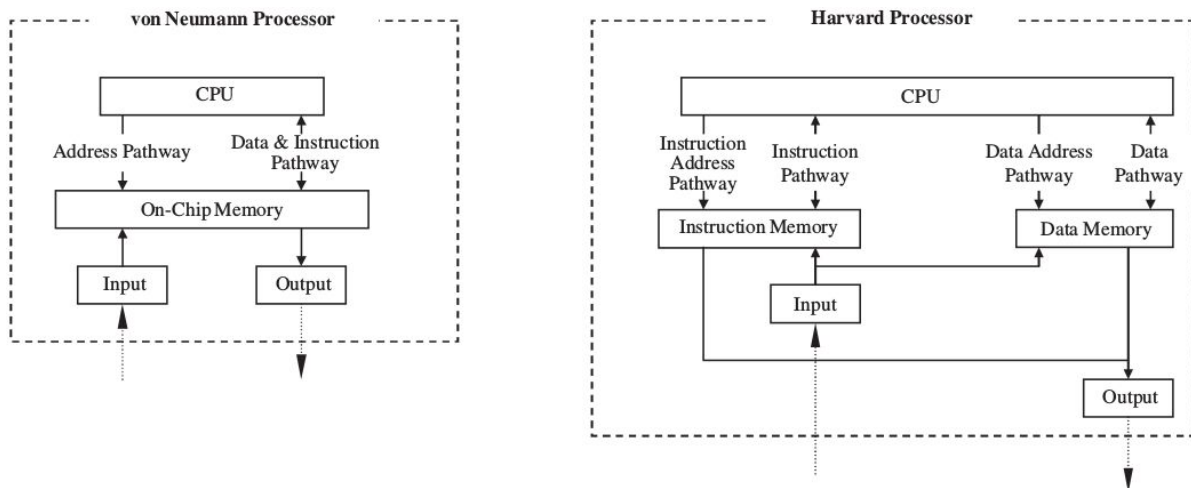 von Neumann Processor
CPU
Address Pathway
Data & Instruction
Pathway
On-Chip Memory
Input
Output
Harvard Processor
CPU
Instruction
Address
Pathway
Instruction
Pathway
Data Address
Pathway
Data
Pathway
Instruction Memory
Data Memory
Input
Output